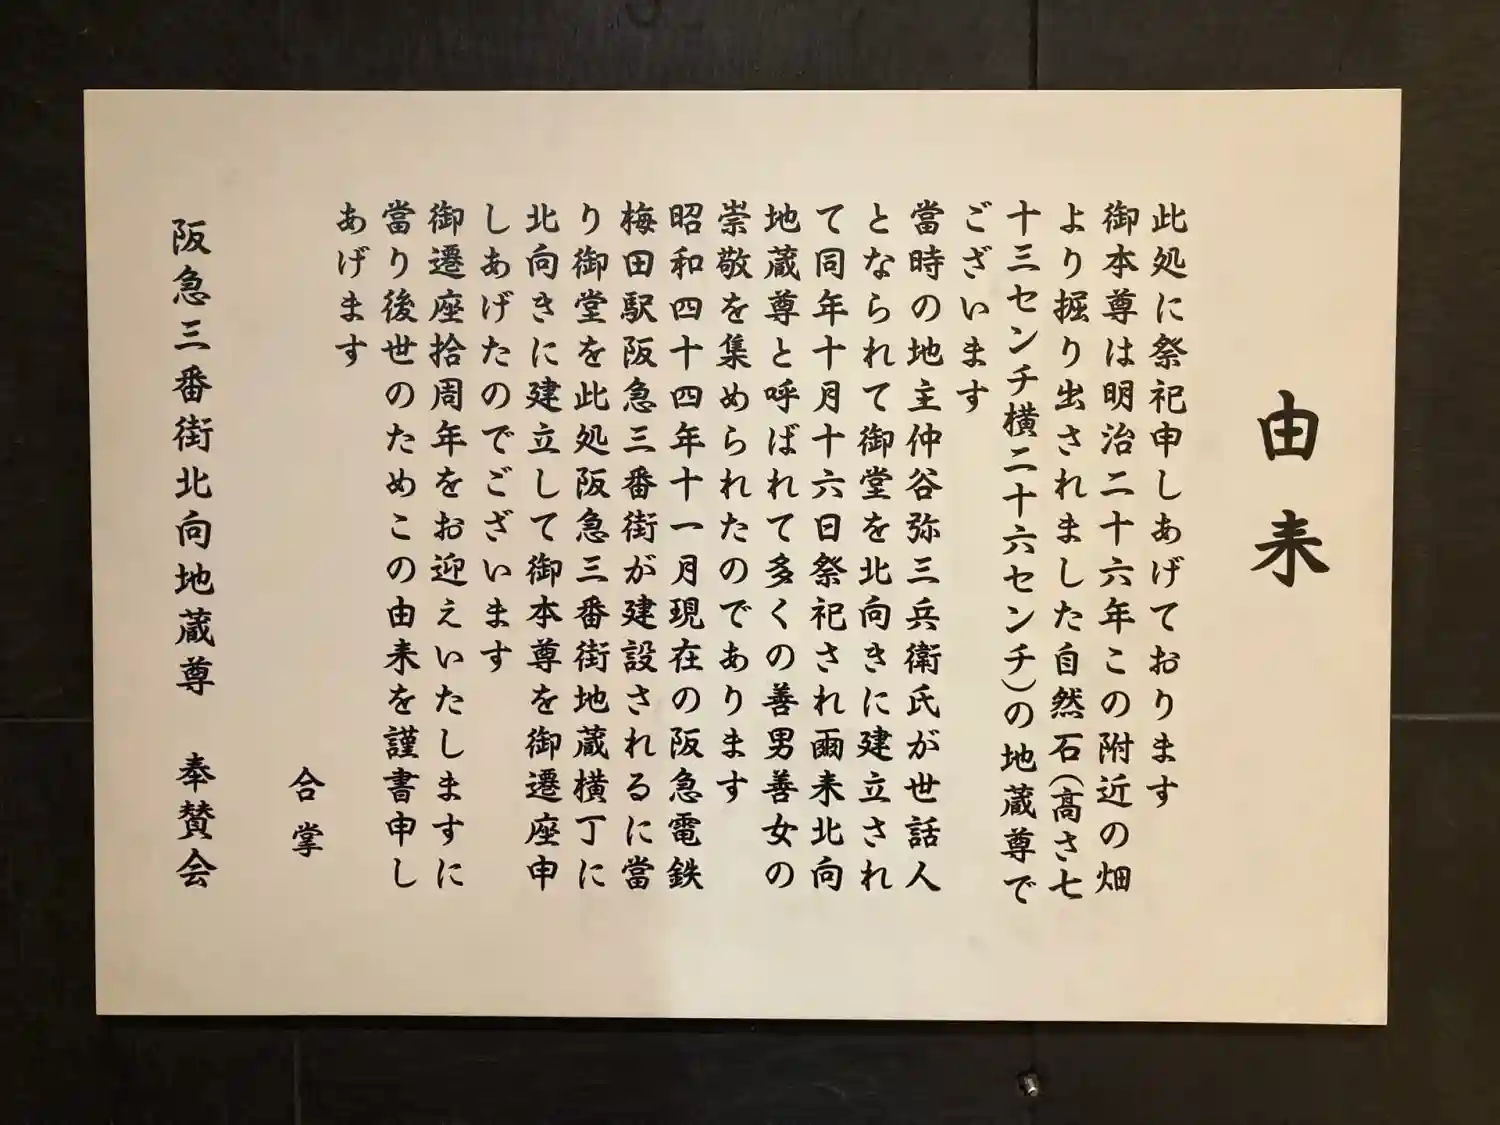 由来
此処に祭祀申しあげております
御本尊は明治二十六年この附近の畑
より掘り出されました自然石(高さ七
十三センチ横二十六センチ)の地蔵尊で
ございます
當時の地主仲谷弥三兵衛氏が世話人
となられて御堂を北向きに建立され
て同年十月十六日祭祀され爾来北向
地蔵尊と呼ばれて多くの善男善女の
崇敬を集められたのであります
昭和四十四年十一月現在の阪急電鉄
梅田駅阪急三番街が建設されるに當
り御堂を此処阪急三番街地蔵横丁に
北向きに建立して御本尊を御遷座申
しあげたのでございます
御遷座拾周年をお迎えいたしますに
當り後世のためこの由来を謹書申し
あげます
合掌
阪急三番街北向地蔵尊 奉賛会